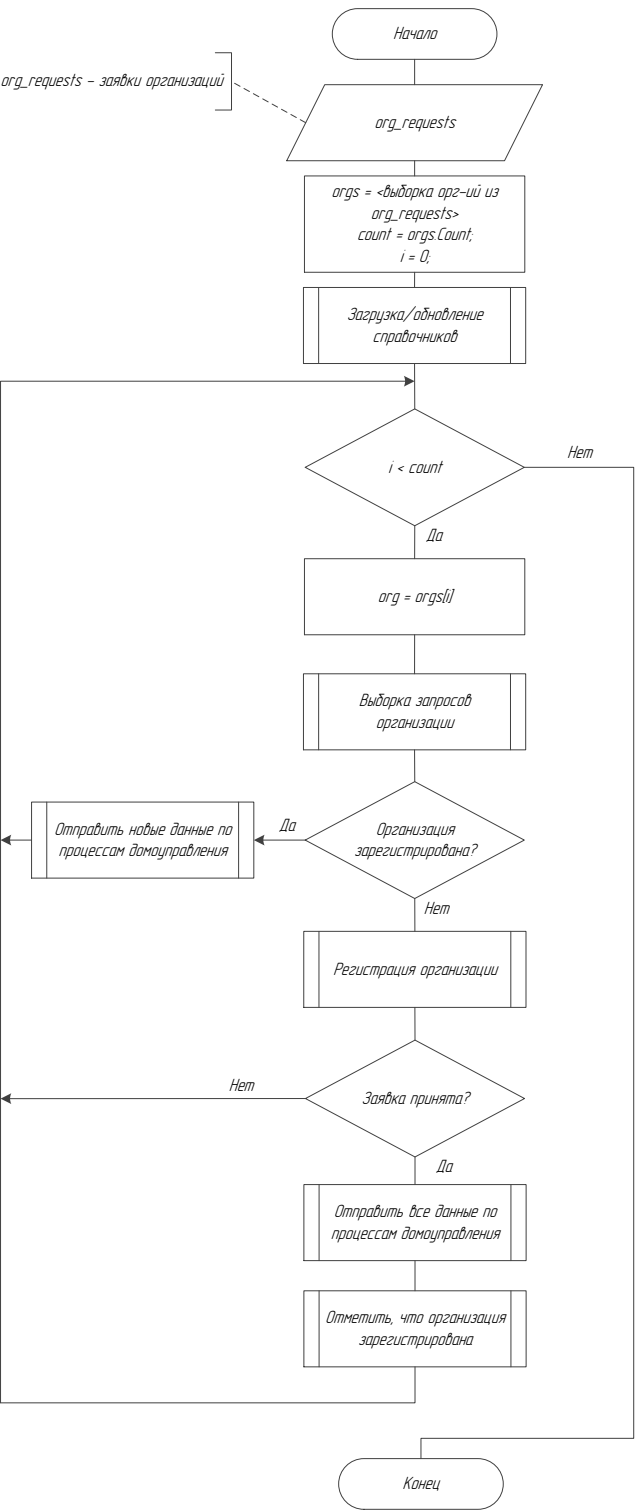 Начало
org_requests – заявки организаций
org_requests
orgs = <выборка орг-ий из
org_requests>
count = orgs.Count;
i = 0;
Загрузка/обновление
справочников
i < count
Нет
Да
org = orgs[i]
Выборка запросов
организации
Организация
зарегистрирована?
Да
Отправить новые данные по
процессам домоуправления
Нет
Регистрация организации
Заявка принята?
Нет
Да
Отправить все данные по
процессам домоуправления
Отметить, что организация
зарегистрирована
Конец